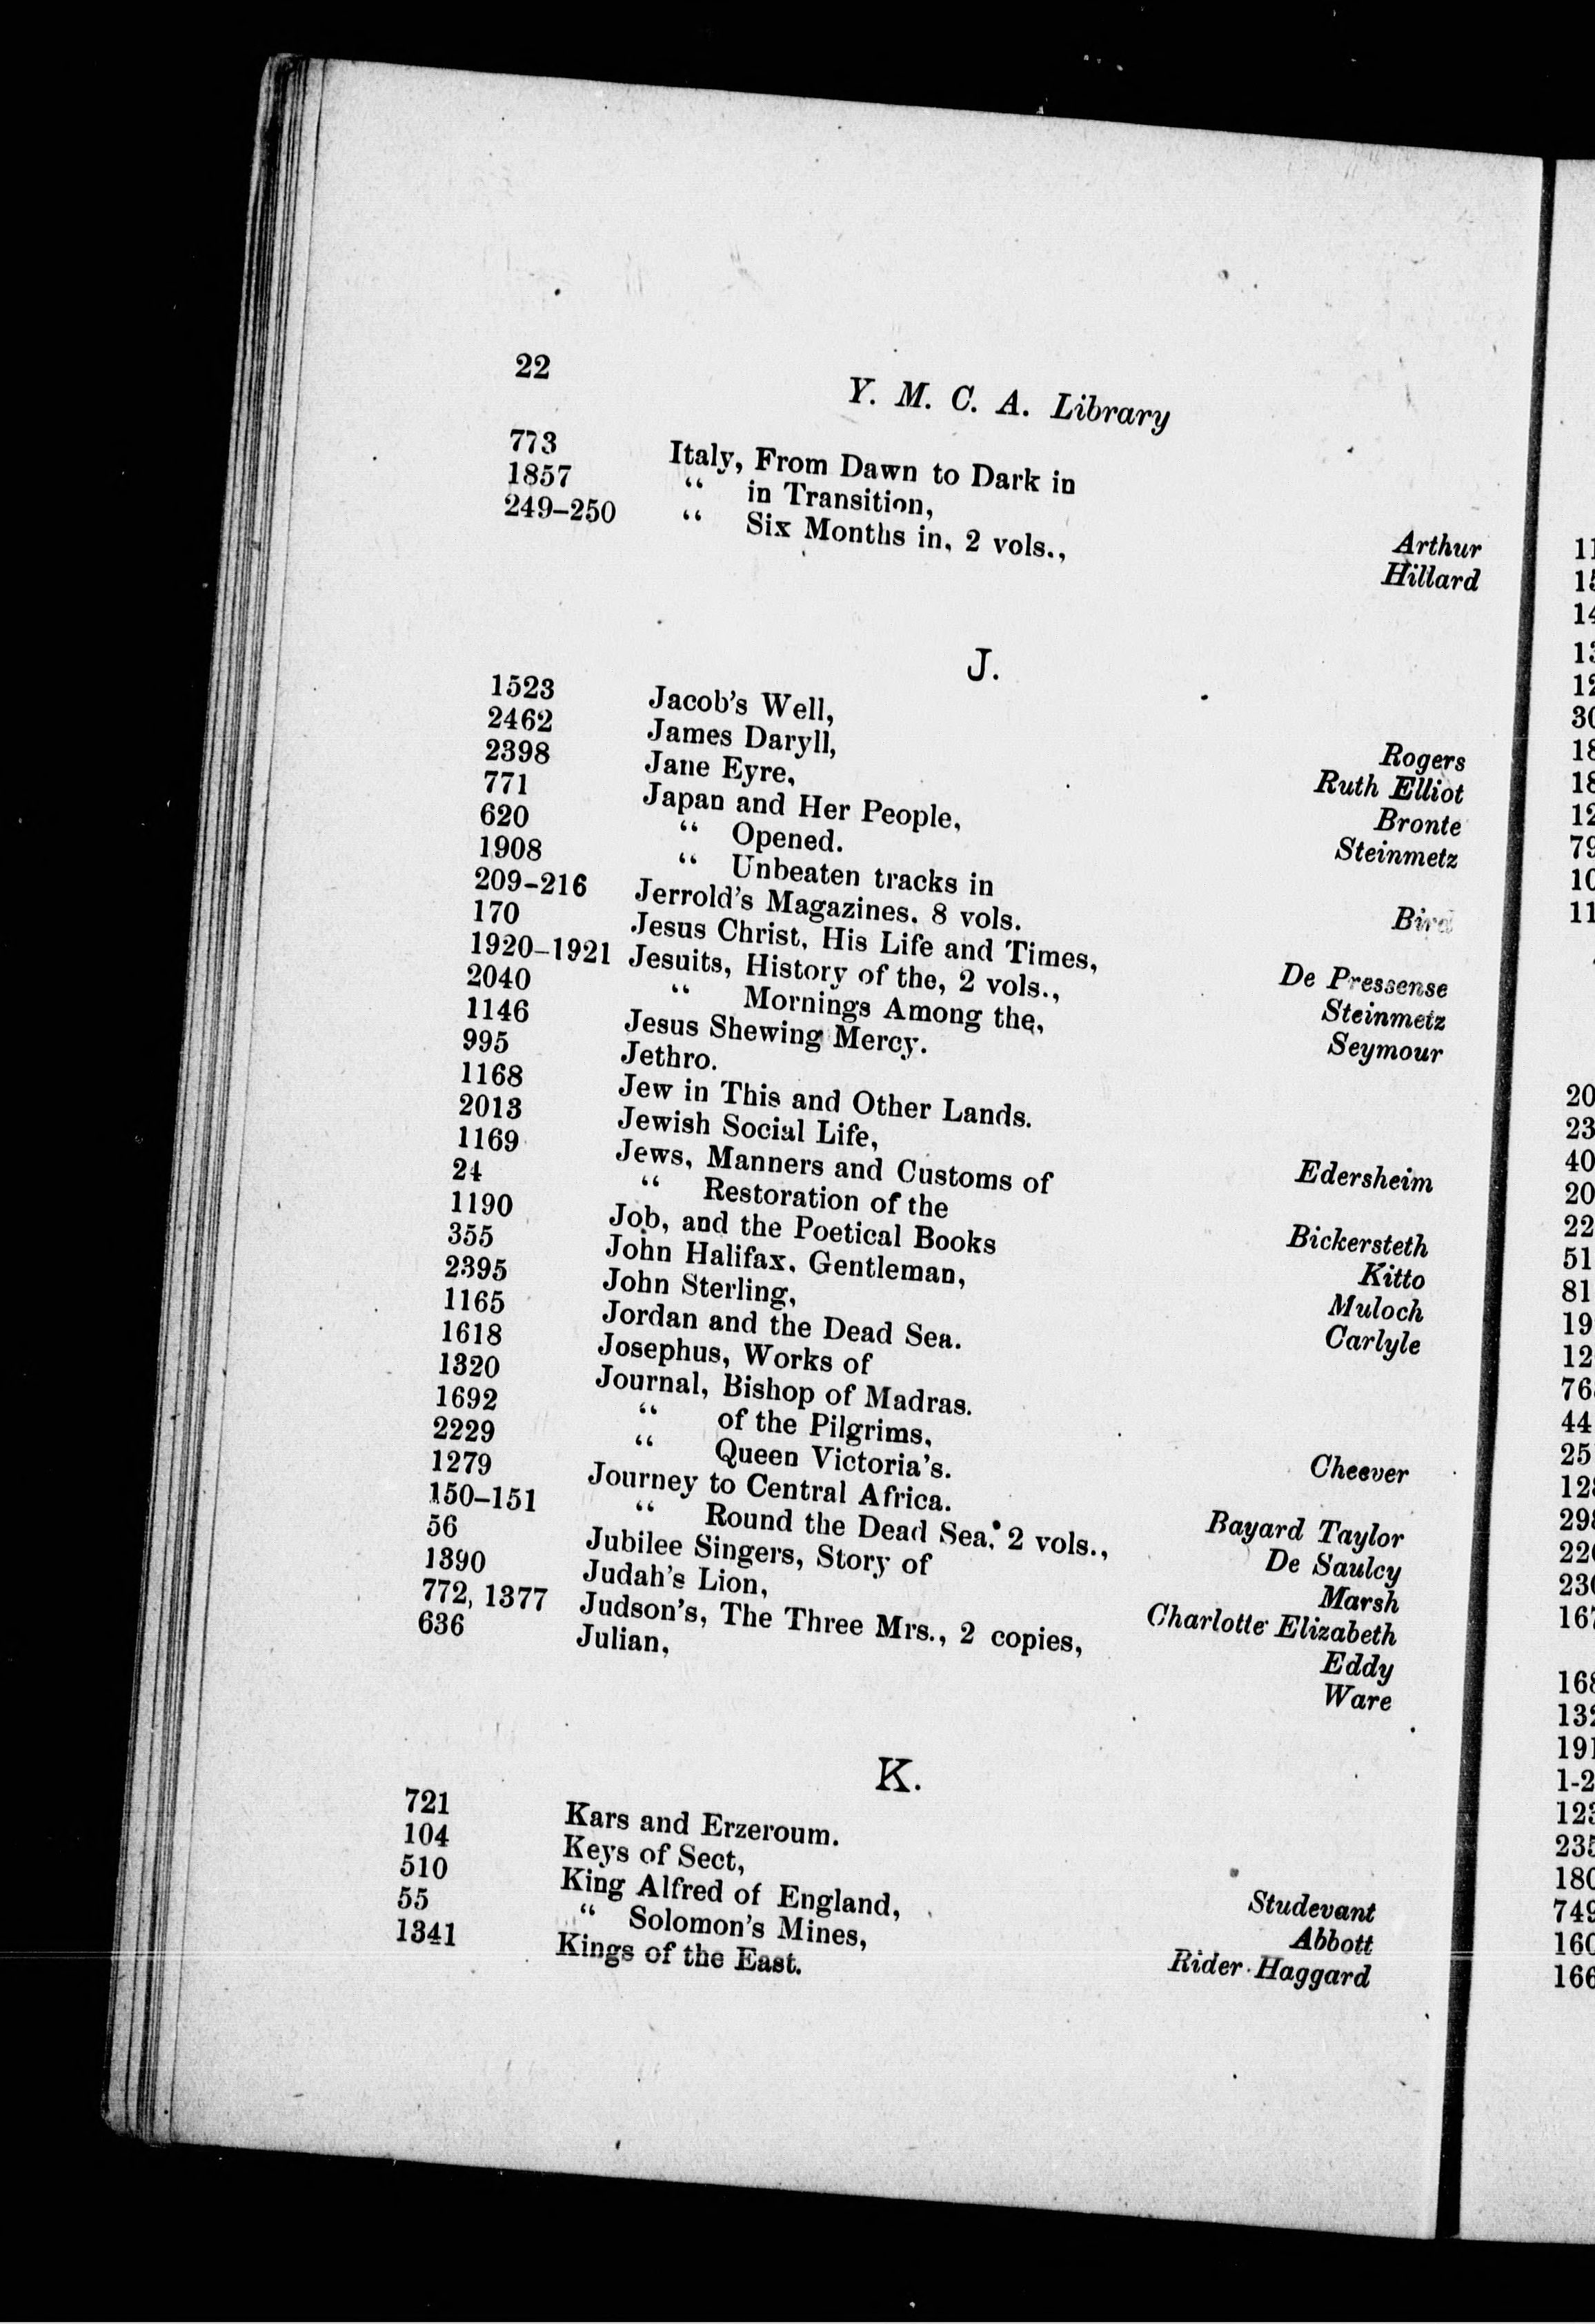 22
Y. M. C. A. Library
773 Italy, From Dawn to Dark in
1857 “ in Transition, Arthur
249–250 “ Six Months in, 2 vols., Hillard
J.
1523 Jacob's Well, Rogers
2462 James Daryll, Ruth Elliot
2398 Jane Eyre, Bronte
771 Japan and Her People, Steinmetz
620 “ Opened.
1908 “ Unbeaten tracks in Bird
209–216 Jerrold's Magazines. 8 vols.
170 Jesus Christ, His Life and Times, De Pressense
1920–1921 Jesuits, History of the, 2 vols., Steinmetz
2040 “ Mornings Among the, Seymour
1146 Jesus Shewing Mercy.
995 Jethro.
1168 Jew in This and Other Lands.
2013 Jewish Social Life, Edersheim
1169 Jews, Manners and Customs of
24 “ Restoration of the Bickersteth
1190 Job, and the Poetical Books Kitto
355 John Halifax. Gentleman, Muloch
2395 John Sterling, Carlyle
1165 Jordan and the Dead Sea.
1618 Josephus, Works of
1320 Journal, Bishop of Madras.
1692 “ of the Pilgrims, Cheever
2229 “ Queen Victoria's.
1279 Journey to Central Africa. Bayard Taylor
150–151 “ Round the Dead Sea. 2 vols., De Saulcy
56 Jubilee Singers, Story of Marsh
1390 Judah's Lion, Charlotte Elizabeth
772, 1377 Judson's, The Three Mrs., 2 copies, Eddy
636 Julian, Ware
K.
721 Kars and Erzeroum.
104 Keys of Sect, Studevant
510 King Alfred of England, Abbott
55 “ Solomon's Mines, Rider Haggard
1341 Kings of the East.